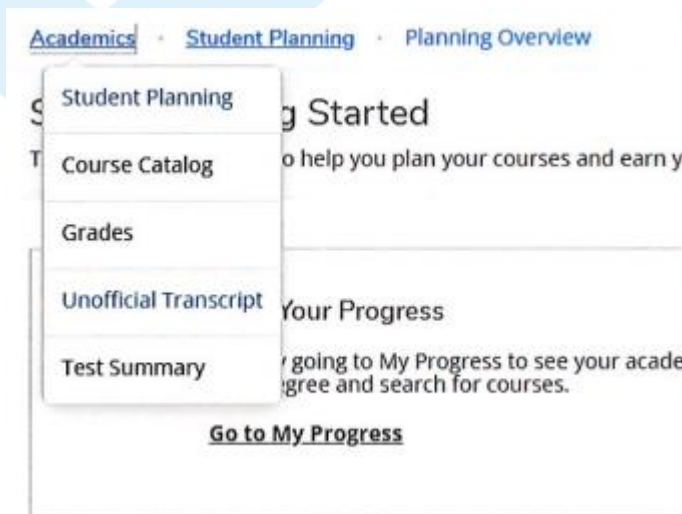 Academics · Student Planning · Planning Overview
Student Planning
g Started
Course Catalog
o help you plan your courses and earn y
Grades
Unofficial Transcript
Your Progress
Test Summary
going to My Progress to see your acade
gree and search for courses.
Go to My Progress